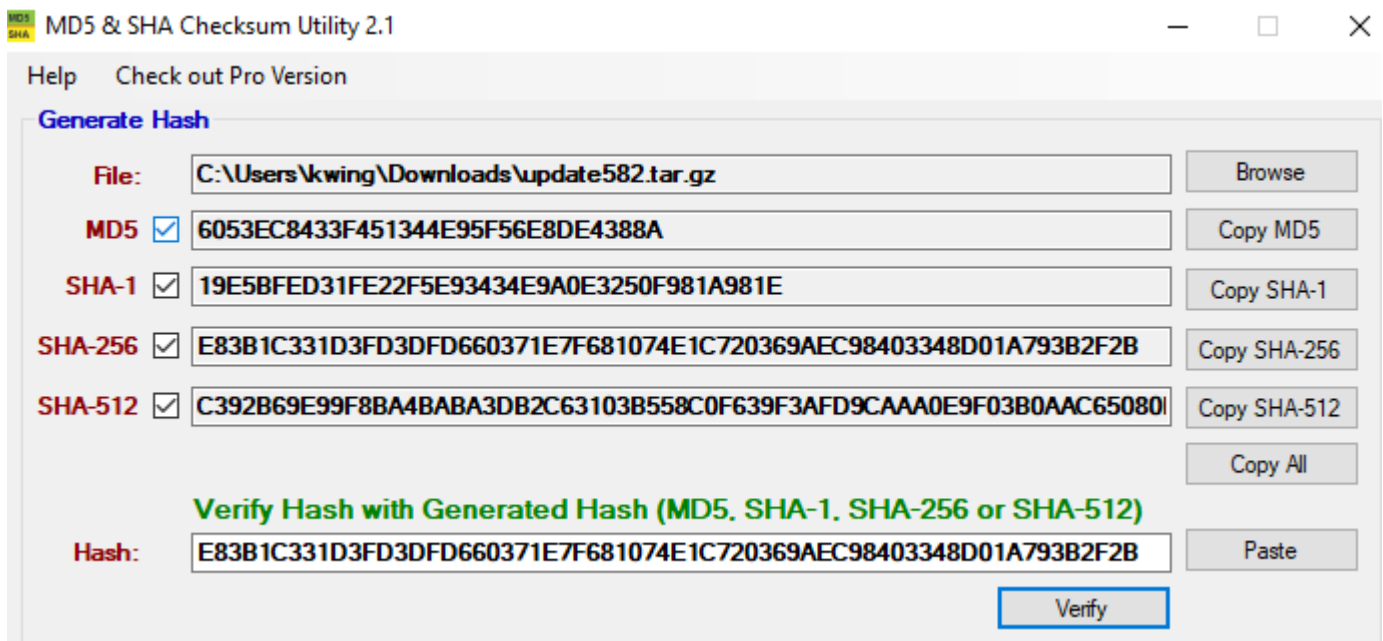 MD5 SHA MD5 & SHA Checksum Utility 2.1
Help Check out Pro Version
Generate Hash
File: C:\Users\kwing\Downloads\update582.tar.gz Browse
MD5 6053EC8433F451344E95F56E8DE4388A Copy MD5
SHA-1 19E5BFED31FE22F5E93434E9A0E3250F981A981E Copy SHA-1
SHA-256 E83B1C331D3FD3DFD660371E7F681074E1C720369AEC98403348D01A793B2F2B Copy SHA-256
SHA-512 C392B69E99F8BA4BABA3DB2C63103B558C0F639F3AFD9CAAA0E9F03B0AAC65080 Copy SHA-512
Copy All
Verify Hash with Generated Hash (MD5, SHA-1, SHA-256 or SHA-512)
Hash: E83B1C331D3FD3DFD660371E7F681074E1C720369AEC98403348D01A793B2F2B Paste
Verify